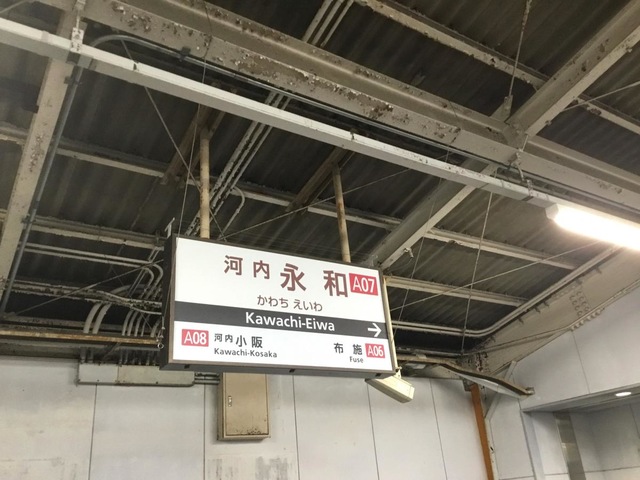 河内永和 A07
かわち えいわ
Kawachi-Eiwa →
A08 河内小阪 布施 A06
Kawachi-Kosaka Fuse